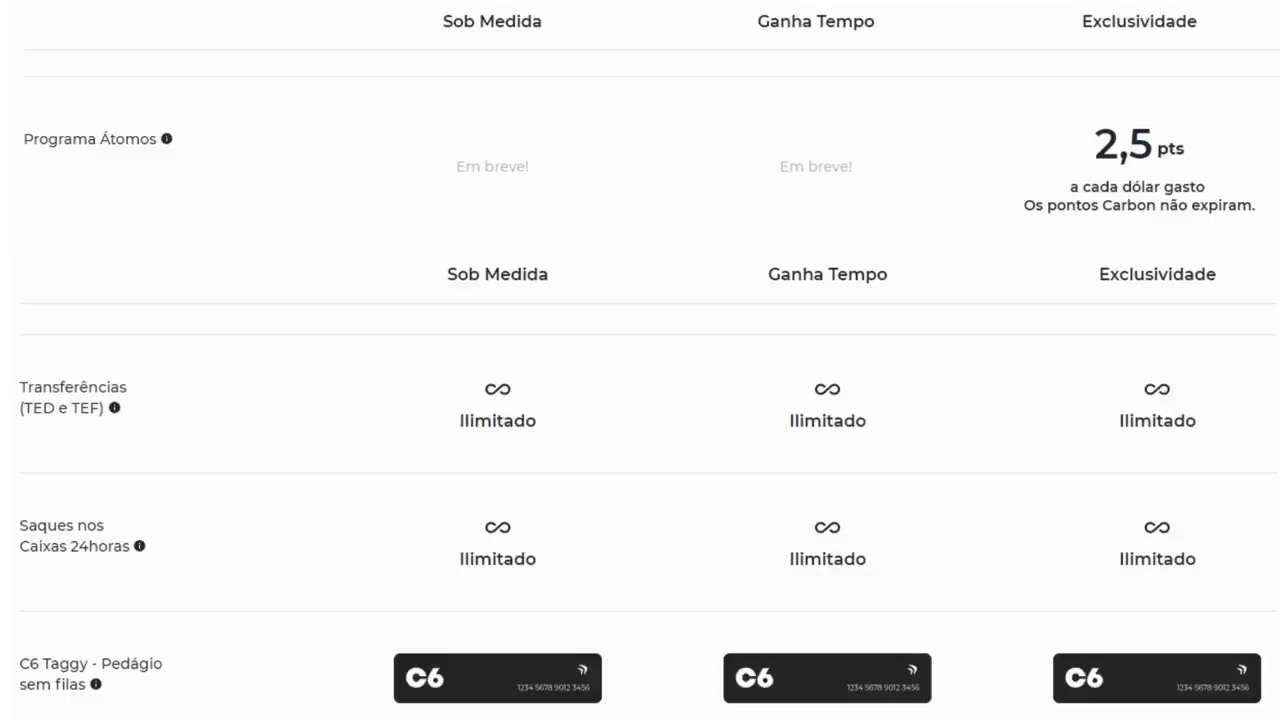 Sob Medida Ganha Tempo Exclusividade
Programa Átomos
Em breve! Em breve! 2,5 pts
a cada dólar gasto
Os pontos Carbon não expiram.
Sob Medida Ganha Tempo Exclusividade
Transferências
(TED e TEF)
Ilimitado Ilimitado Ilimitado
Saques nos
Caixas 24horas
Ilimitado Ilimitado Ilimitado
C6 Taggy - Pedágio
sem filas
C6 C6 C6
1234 5678 9012 3456 1234 5678 9012 3456 1234 5678 9012 3456